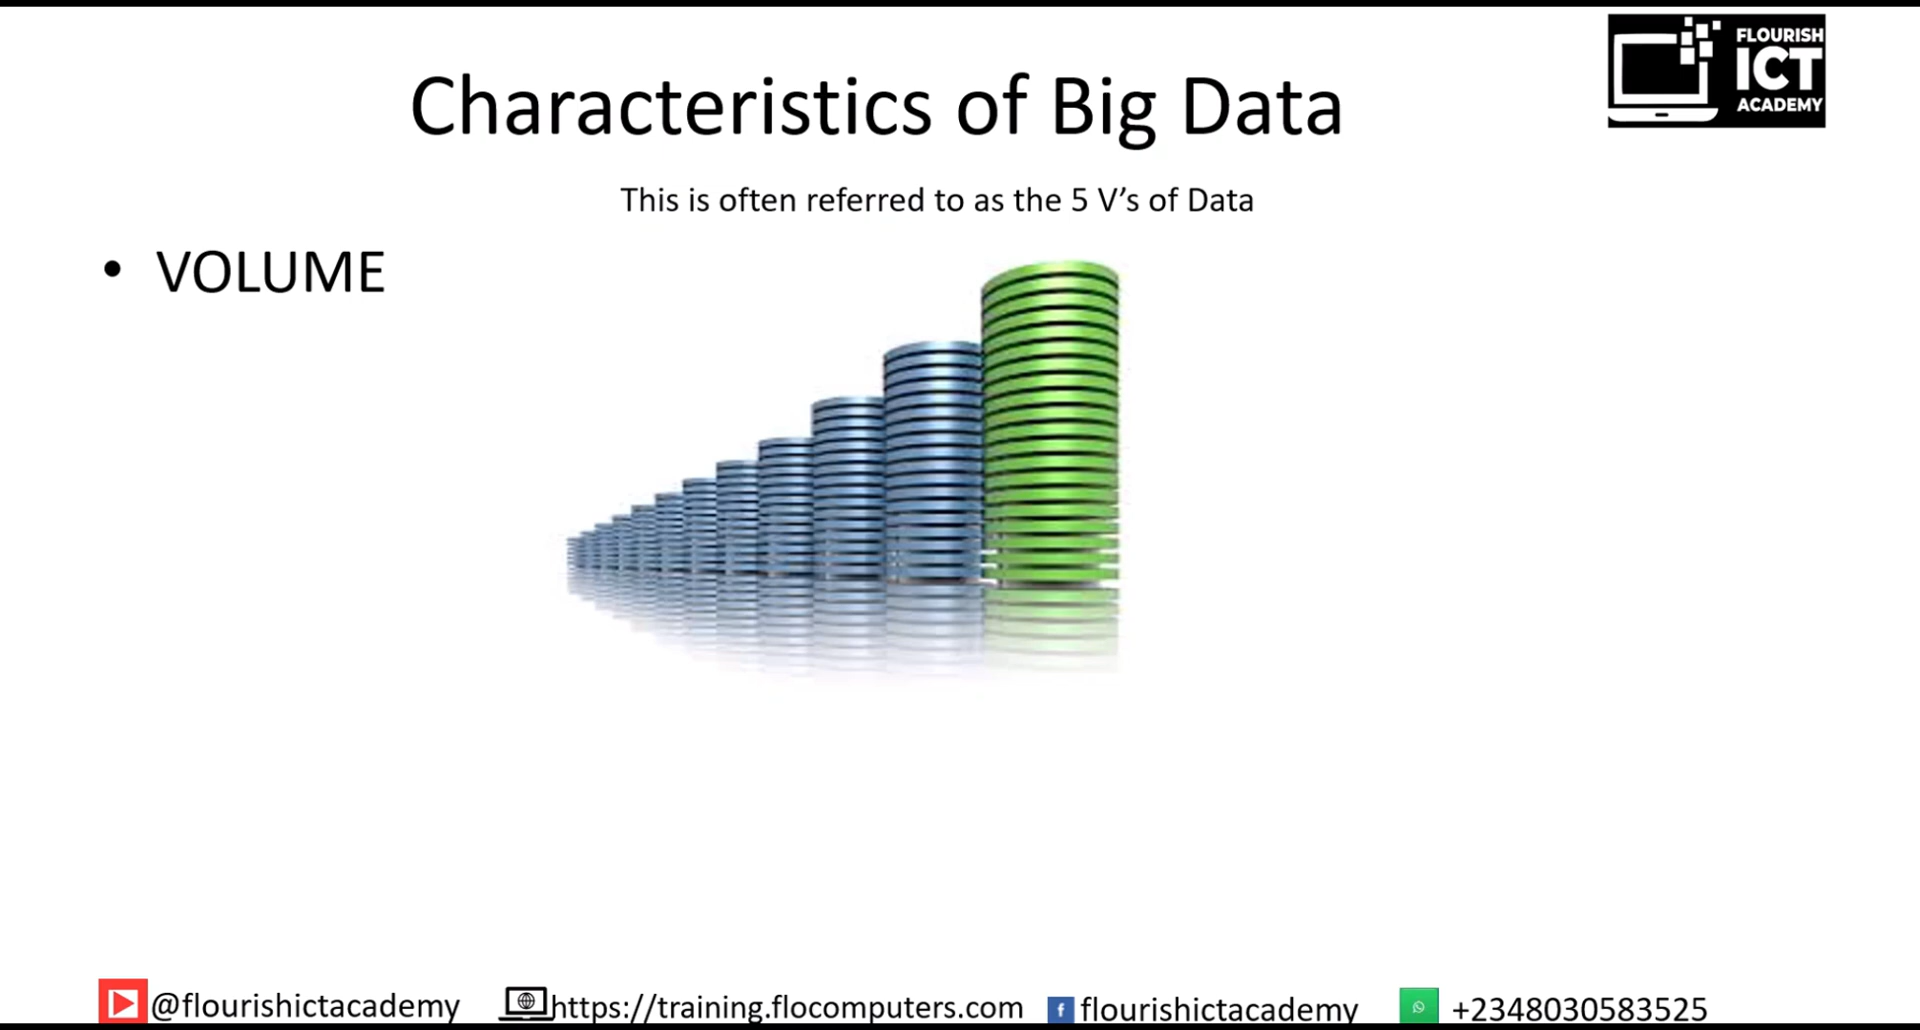 FLOURISH
ICT
ACADEMY
Characteristics of Big Data
This is often referred to as the 5 V’s of Data
• VOLUME
@flourishictacademy https://training.flocomputers.com flourishictacademy +2348030583525